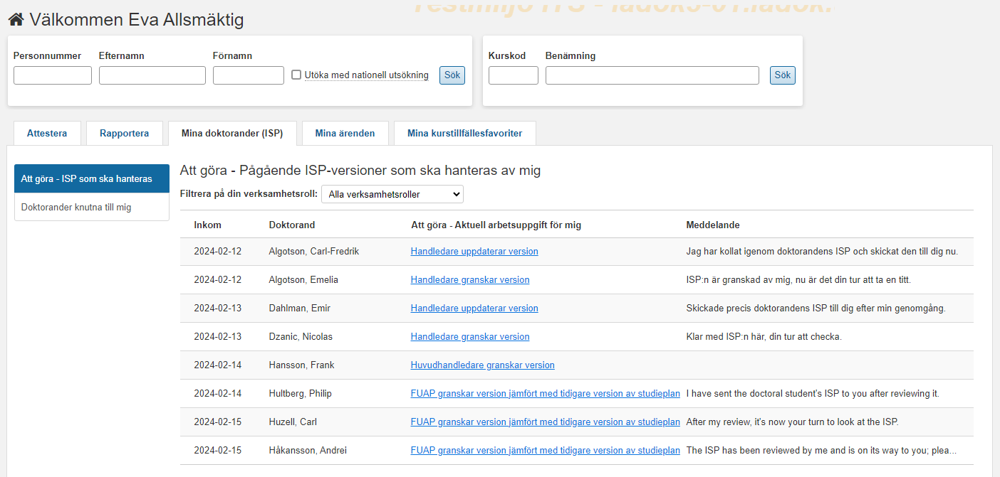 Testmiljö ITS - ladok3-01.ladok.
Välkommen Eva Allsmäktig
Personnummer Efternamn Förnamn
Utöka med nationell utsökning Sök
Kurskod Benämning
Sök
Attestera Rapportera Mina doktorander (ISP) Mina ärenden Mina kurstillfällesfavoriter
Att göra - ISP som ska hanteras
Doktorander knutna till mig
Att göra - Pågående ISP-versioner som ska hanteras av mig
Filtrera på din verksamhetsroll: Alla verksamhetsroller
Inkom Doktorand Att göra - Aktuell arbetsuppgift för mig Meddelande
2024-02-12 Algotson, Carl-Fredrik Handledare uppdaterar version Jag har kollat igenom doktorandens ISP och skickat den till dig nu.
2024-02-12 Algotson, Emelia Handledare granskar version ISP:n är granskad av mig, nu är det din tur att ta en titt.
2024-02-13 Dahlman, Emir Handledare uppdaterar version Skickade precis doktorandens ISP till dig efter min genomgång.
2024-02-13 Dzanic, Nicolas Handledare granskar version Klar med ISP:n här, din tur att checka.
2024-02-14 Hansson, Frank Huvudhandledare granskar version
2024-02-14 Hultberg, Philip FUAP granskar version jämfört med tidigare version av studieplan I have sent the doctoral student's ISP to you after reviewing it.
2024-02-15 Huzell, Carl FUAP granskar version jämfört med tidigare version av studieplan After my review, it's now your turn to look at the ISP.
2024-02-15 Håkansson, Andrei FUAP granskar version jämfört med tidigare version av studieplan The ISP has been reviewed by me and is on its way to you; plea...